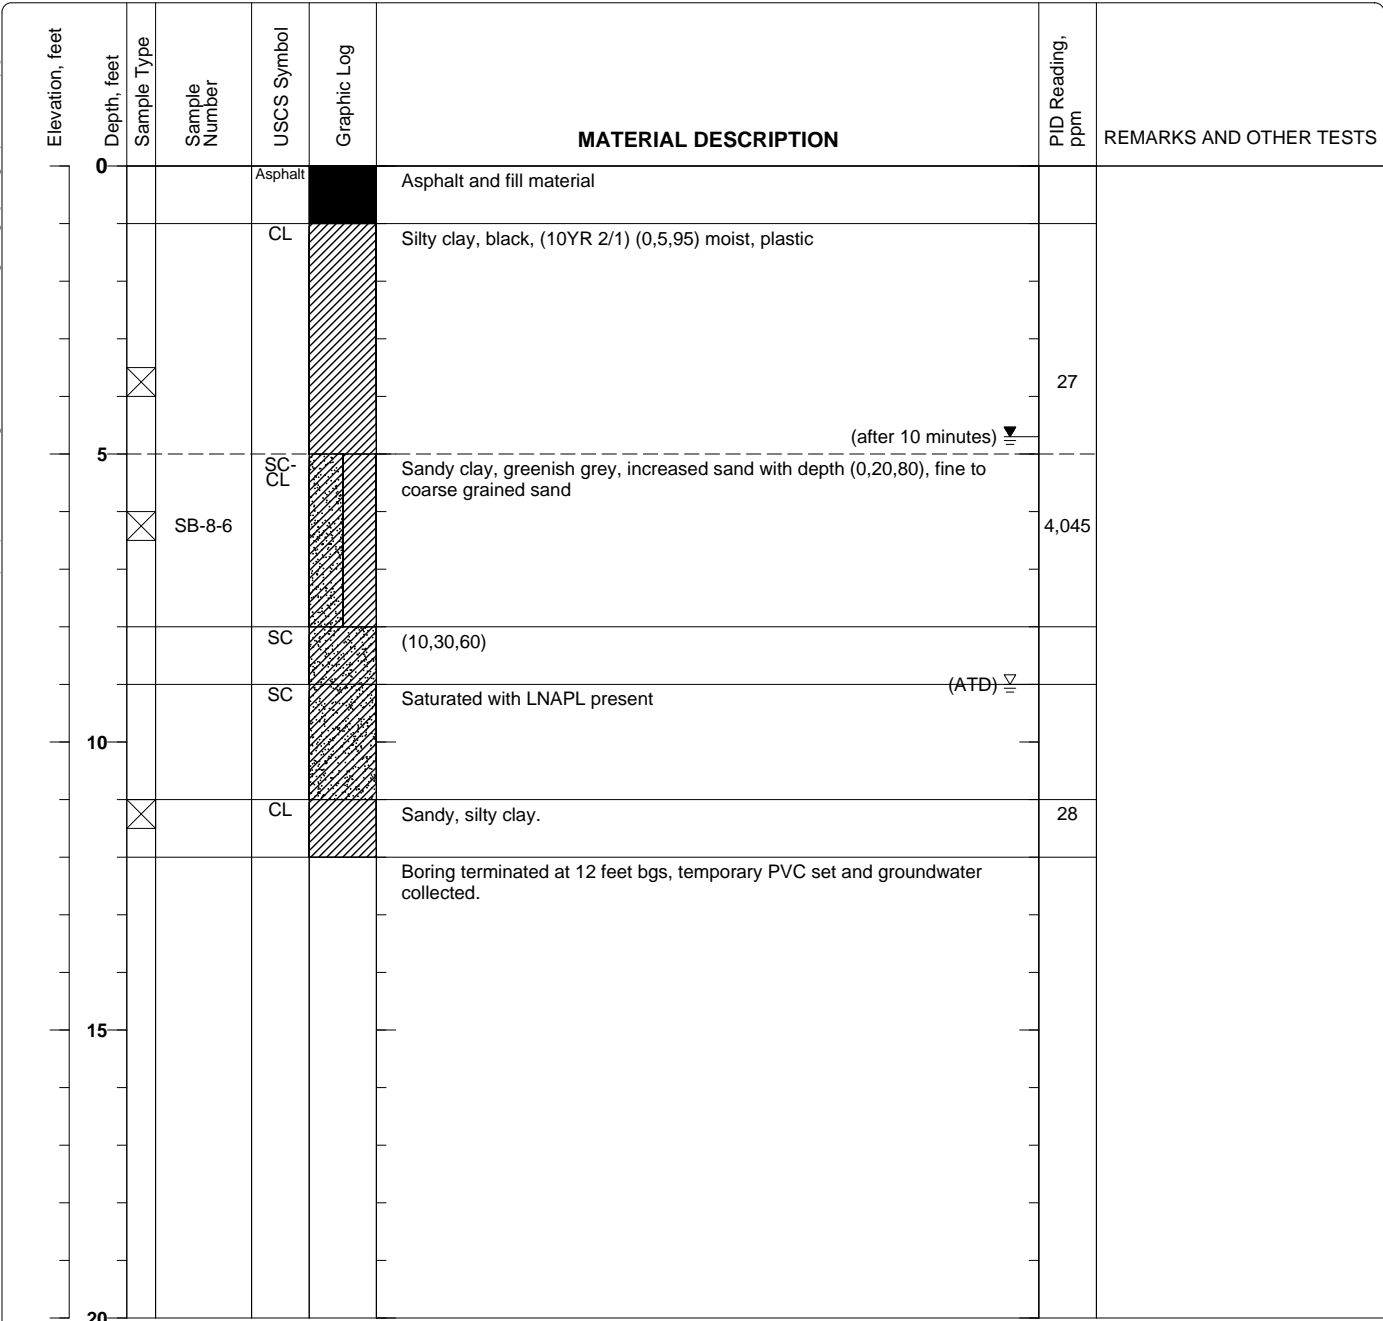 Elevation, feet
Depth, feet
Sample Type
Sample
Number
USCS Symbol
Graphic Log
MATERIAL DESCRIPTION
PID Reading,
ppm
REMARKS AND OTHER TESTS
0
Asphalt
Asphalt and fill material
CL
Silty clay, black, (10YR 2/1) (0,5,95) moist, plastic
27
(after 10 minutes)
5
SC-
CL
Sandy clay, greenish grey, increased sand with depth (0,20,80), fine to
coarse grained sand
SB-8-6
4,045
SC
(10,30,60)
(ATD)
SC
Saturated with LNAPL present
10
CL
Sandy, silty clay.
28
Boring terminated at 12 feet bgs, temporary PVC set and groundwater
collected.
15
20